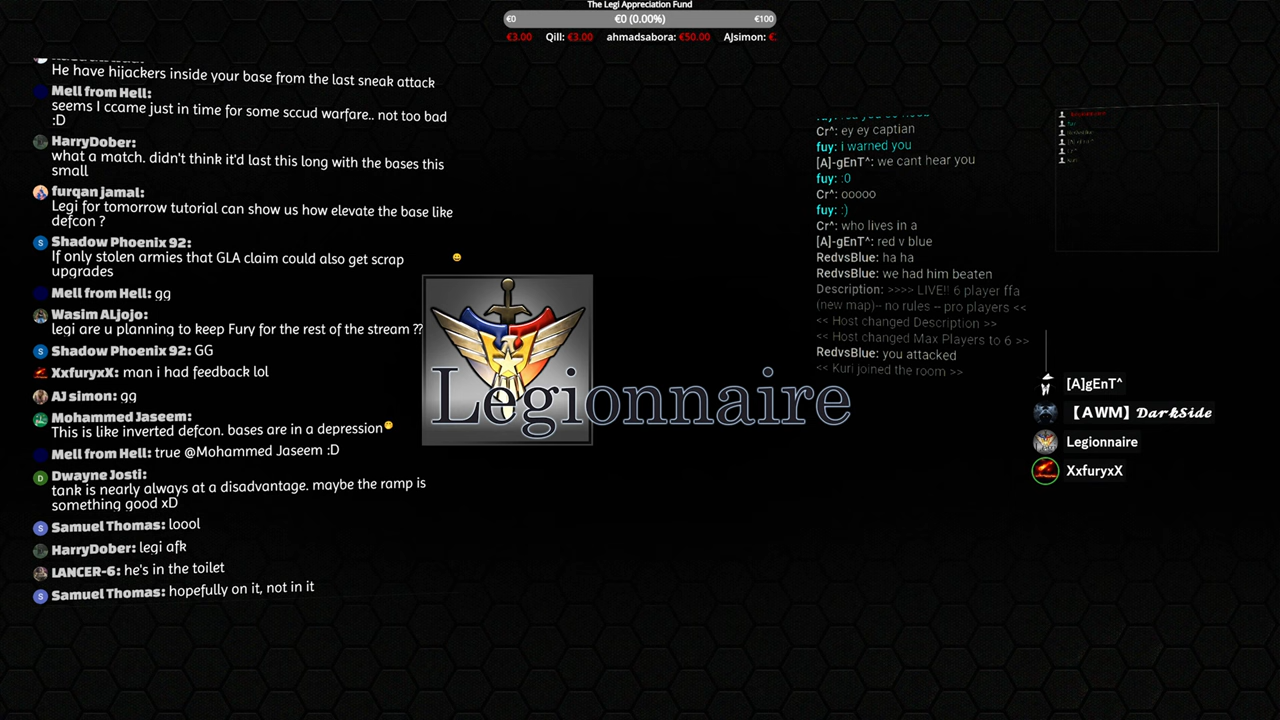 The Legi Appreciation Fund
€0 €0 (0.00%) €100
€3.00 Qill: €3.00 ahmadsabora: €50.00 AJsimon: €
He have hijackers inside your base from the last sneak attack
Mell from Hell:
seems I ccame just in time for some sccud warfare.. not too bad
:D
HarryDober:
what a match. didn't think it'd last this long with the bases this
small
furqan jamal:
Legi for tomorrow tutorial can show us how elevate the base like
defcon ?
Shadow Phoenix 92:
If only stolen armies that GLA claim could also get scrap
upgrades
Mell from Hell: gg
Wasim ALjojo:
legi are u planning to keep Fury for the rest of the stream ??
Shadow Phoenix 92: GG
XxfuryxX: man i had feedback lol
AJ simon: gg
Mohammed Jaseem:
This is like inverted defcon. bases are in a depression
Mell from Hell: true @Mohammed Jaseem :D
Dwayne Josti:
tank is nearly always at a disadvantage. maybe the ramp is
something good xD
Samuel Thomas: loool
HarryDober: legi afk
LANCER-6: he's in the toilet
Samuel Thomas: hopefully on it, not in it
Legionnaire
Cr^: ey ey captian
fuy: i warned you
[A]-gEnT^: we cant hear you
fuy: :0
Cr^: ooooo
fuy: :)
Cr^: who lives in a
[A]-gEnT^: red v blue
RedvsBlue: ha ha
RedvsBlue: we had him beaten
Description: >>>> LIVE!! 6 player ffa
(new map)-- no rules -- pro players <<
<< Host changed Description >>
<< Host changed Max Players to 6 >>
RedvsBlue: you attacked
<< Kuri joined the room >>
[A]gEnT^
【AWM】𝓓𝓪𝓻𝓴𝓢𝓲𝓭𝓮
Legionnaire
XxfuryxX